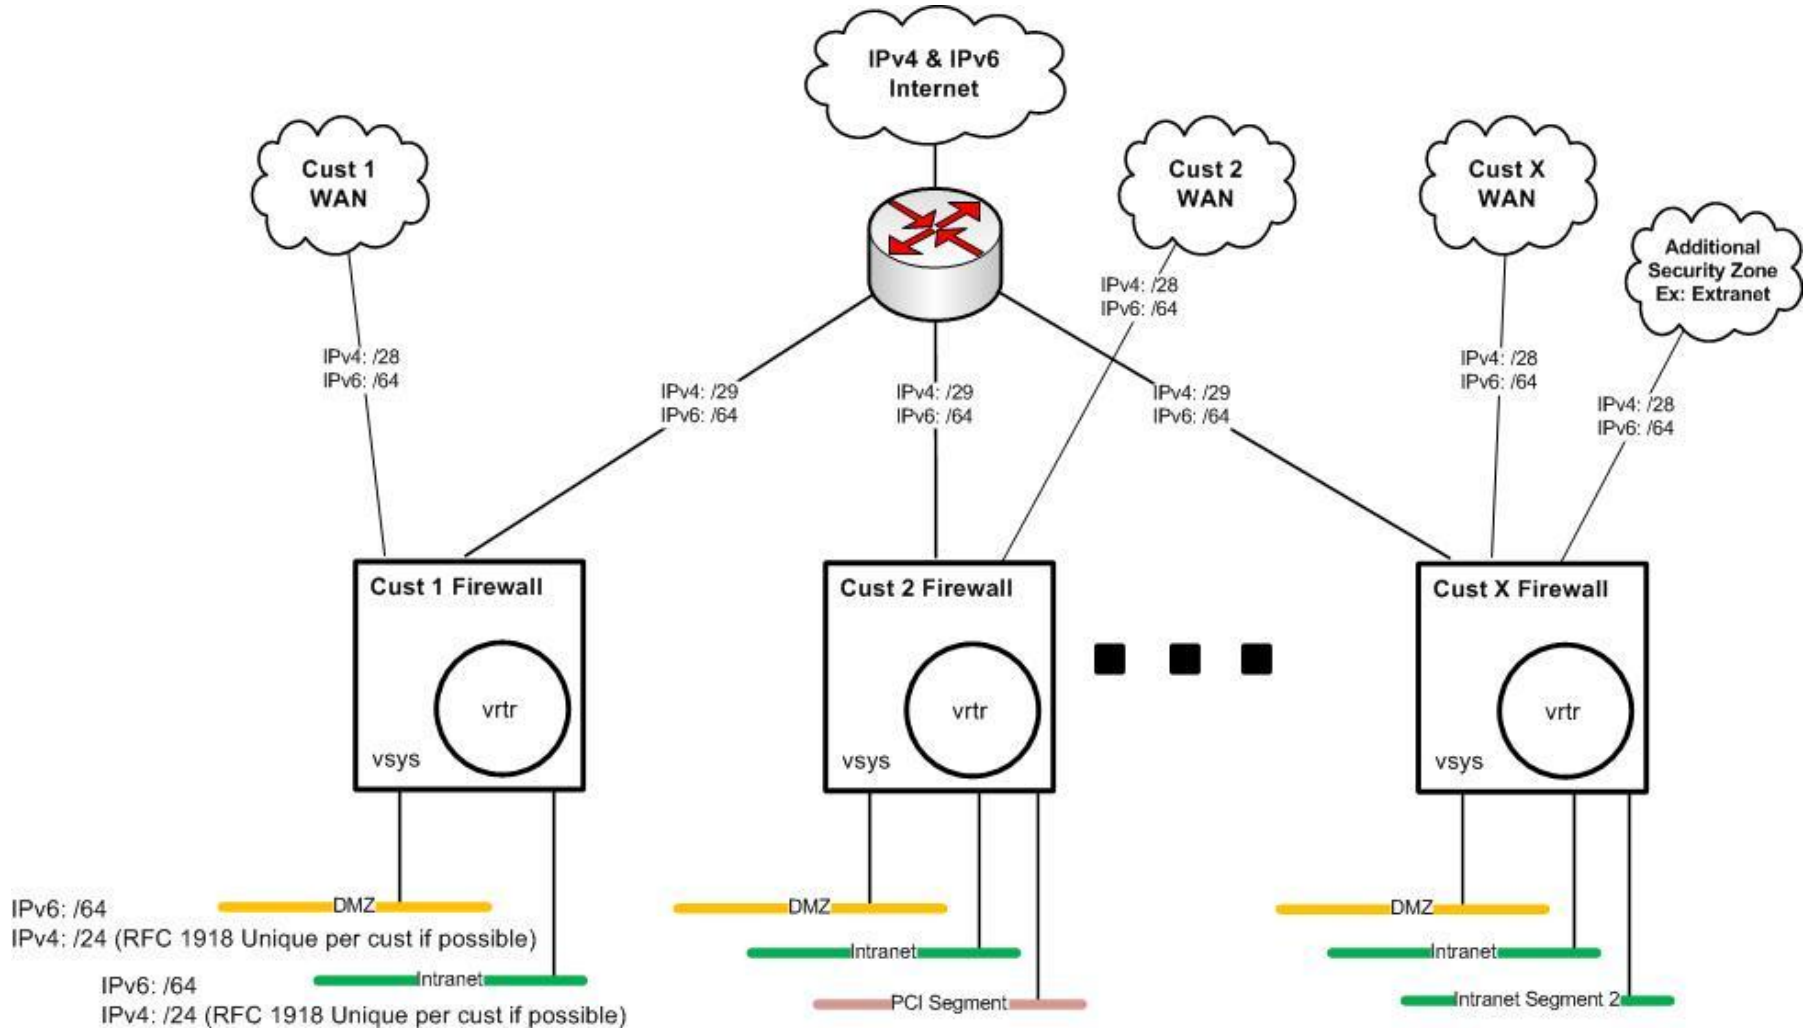 IPv4 & IPv6
Internet
Cust 1
WAN
Cust 2
WAN
Cust X
WAN
Additional
Security Zone
Ex: Extranet
IPv4: /28
IPv6: /64
IPv4: /28
IPv6: /64
IPv4: /29
IPv6: /64
IPv4: /29
IPv6: /64
IPv4: /29
IPv6: /64
IPv4: /28
IPv6: /64
IPv4: /28
IPv6: /64
Cust 1 Firewall
vrtr
vsys
Cust 2 Firewall
vrtr
vsys
Cust X Firewall
vrtr
vsys
DMZ
IPv6: /64
IPv4: /24 (RFC 1918 Unique per cust if possible)
Intranet
IPv6: /64
IPv4: /24 (RFC 1918 Unique per cust if possible)
DMZ
Intranet
PCI Segment
DMZ
Intranet
Intranet Segment 2